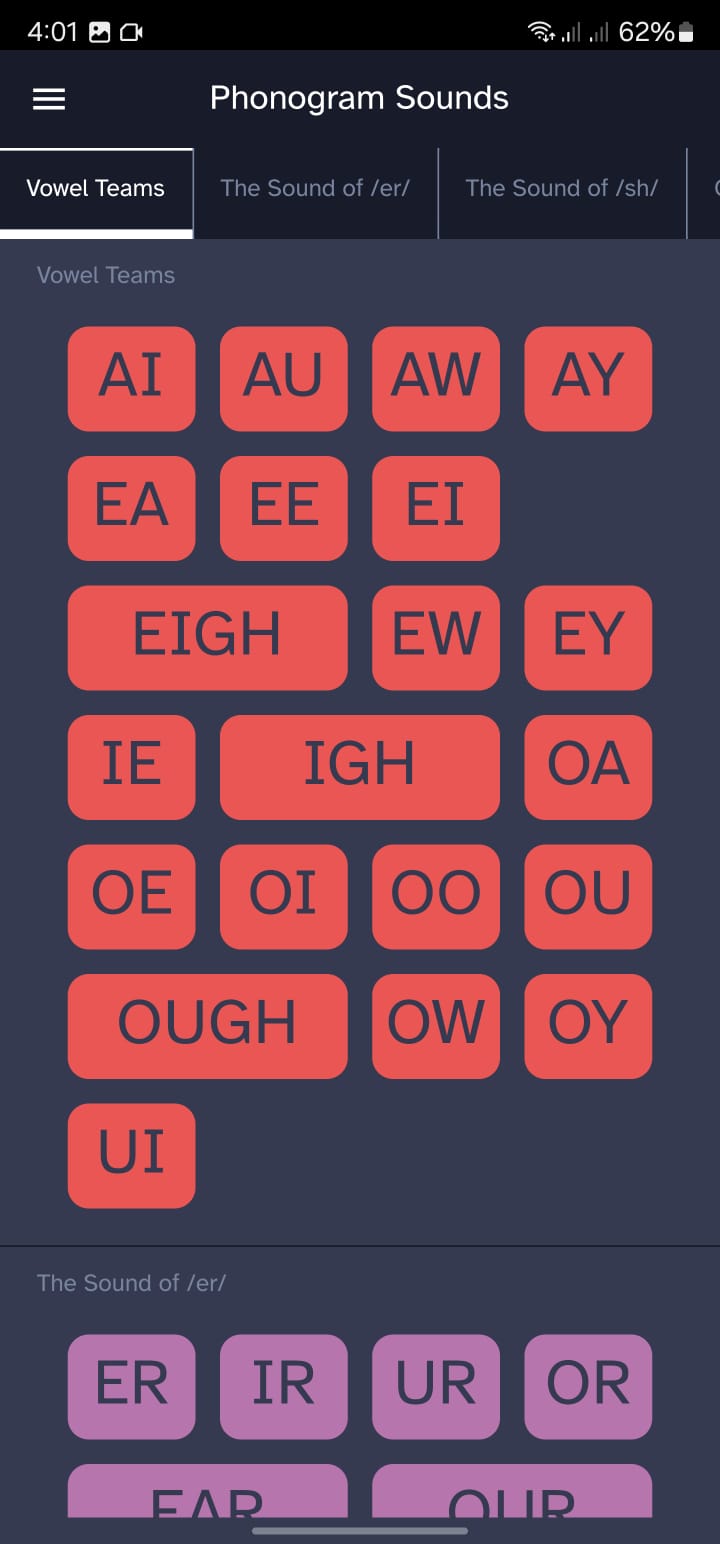 4:01 62%
Phonogram Sounds
Vowel Teams The Sound of /er/ The Sound of /sh/
Vowel Teams
AI AU AW AY
EA EE EI
EIGH EW EY
IE IGH OA
OE OI OO OU
OUGH OW OY
UI
The Sound of /er/
ER IR UR OR
EAR OUR